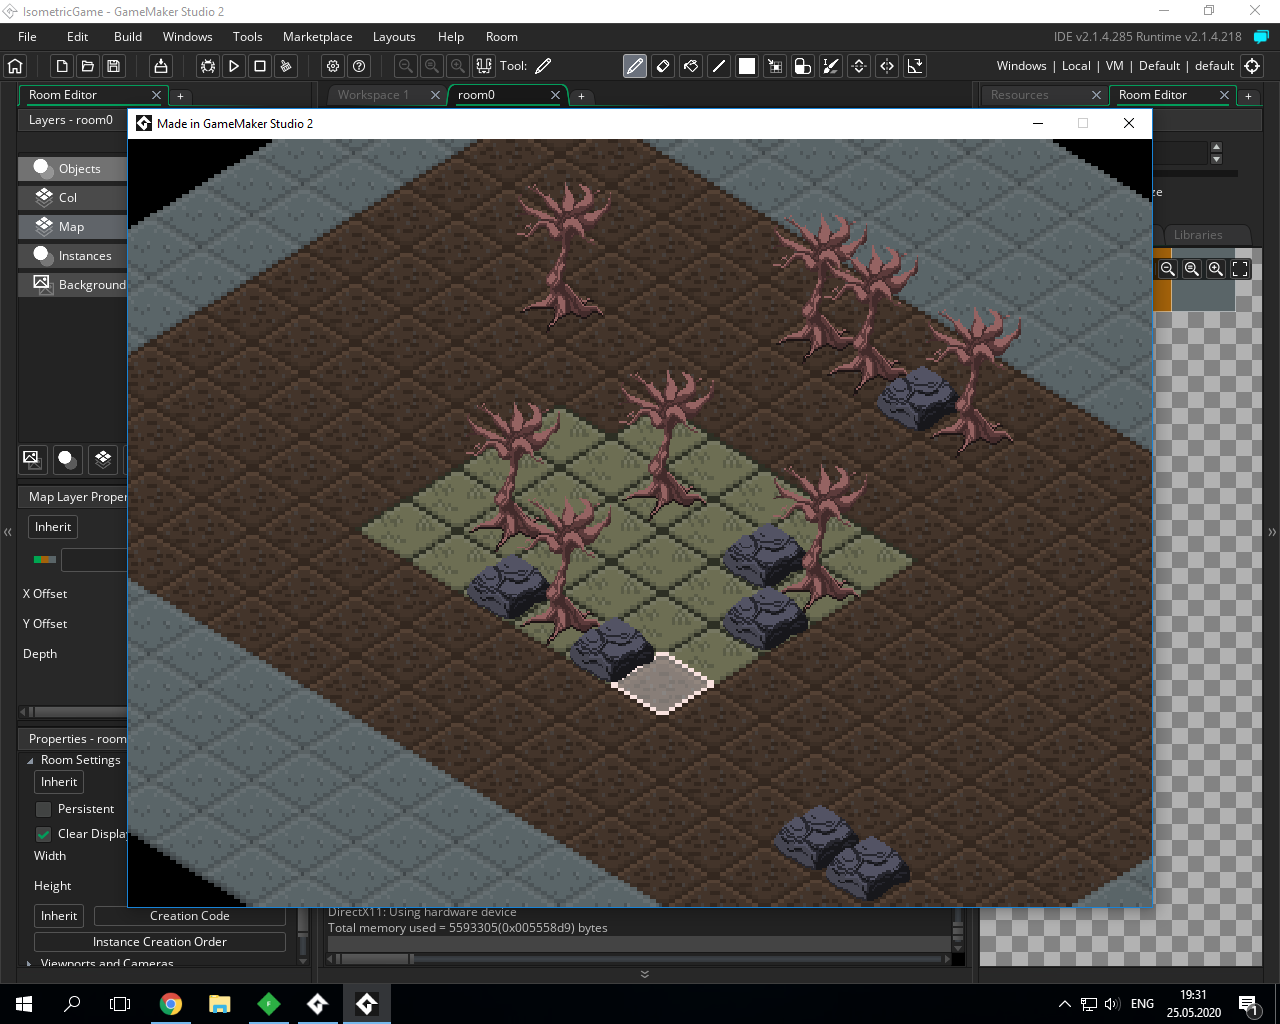 IsometricGame - GameMaker Studio 2
File Edit Build Windows Tools Marketplace Layouts Help Room
IDE v2.1.4.285 Runtime v2.1.4.218
Tool:
Windows | Local | VM | Default | default
Room Editor
Workspace 1
room0
Resources
Room Editor
Layers - room0
Made in GameMaker Studio 2
Objects
Col
Map
Instances
Background
ze
Libraries
Map Layer Proper
Inherit
X Offset
Y Offset
Depth
Properties - room
Room Settings
Inherit
Persistent
Clear Display
Width
Height
Inherit
Creation Code
Instance Creation Order
Viewports and Cameras
DirectX11: Using hardware device
Total memory used = 5593305(0x005558d9) bytes
F
ENG
19:31
25.05.2020
1